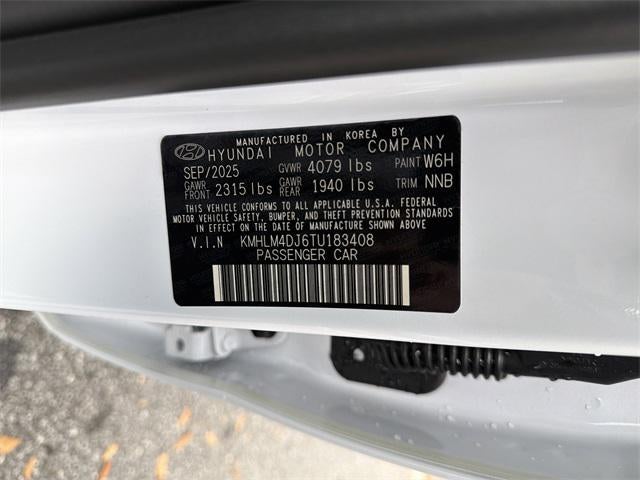 MANUFACTURED IN KOREA BY
HYUNDAI MOTOR COMPANY
SEP/2025 GVWR 4079 lbs PAINT W6H
GAWR FRONT 2315 lbs GAWR REAR 1940 lbs TRIM NNB
THIS VEHICLE CONFORMS TO ALL APPLICABLE U.S.A. FEDERAL
MOTOR VEHICLE SAFETY, BUMPER, AND THEFT PREVENTION STANDARDS
IN EFFECT ON THE DATE OF MANUFACTURE SHOWN ABOVE
V.I.N KMHLM4DJ6TU183408
PASSENGER CAR